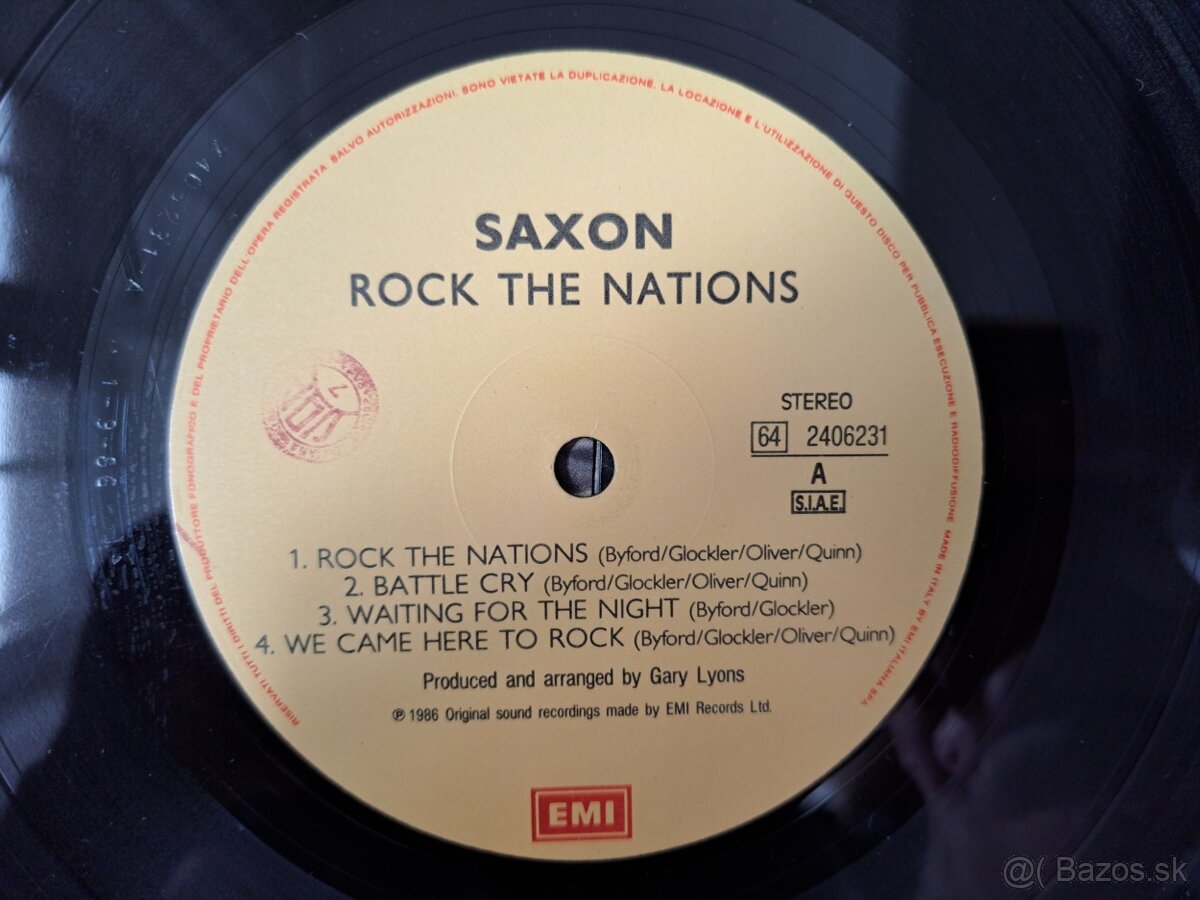 RISERVATI TUTTI I DIRITTI DEL PRODUTTORE FONOGRAFICO E DEL PROPRIETARIO DELL'OPERA REGISTRATA. SALVO AUTORIZZAZIONI, SONO VIETATE LA DUPLICAZIONE, LA LOCAZIONE E L'UTILIZZAZIONE DI QUESTO DISCO PER PUBBLICA ESECUZIONE E RADIODIFFUSIONE. MADE IN ITALY BY EMI ITALIANA SPA
SAXON
ROCK THE NATIONS
STEREO
64 2406231
A
S.I.A.E.
1. ROCK THE NATIONS (Byford/Glockler/Oliver/Quinn)
2. BATTLE CRY (Byford/Glockler/Oliver/Quinn)
3. WAITING FOR THE NIGHT (Byford/Glockler)
4. WE CAME HERE TO ROCK (Byford/Glockler/Oliver/Quinn)
Produced and arranged by Gary Lyons
℗ 1986 Original sound recordings made by EMI Records Ltd.
EMI
1-9-86
@( Bazos.sk